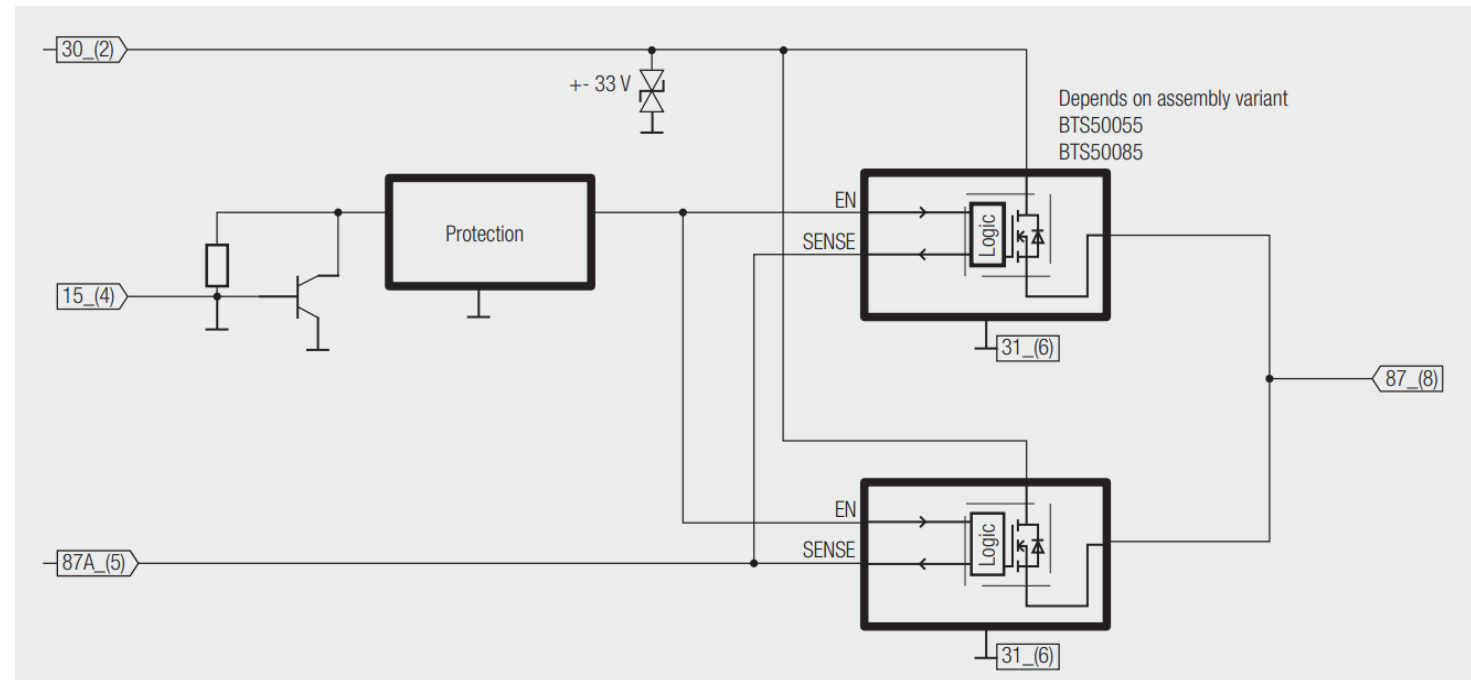 30_(2)
+- 33 V
Depends on assembly variant
BTS50055
BTS50085
Protection
EN
SENSE
Logic
15_(4)
31_(6)
87_(8)
EN
SENSE
Logic
87A_(5)
31_(6)